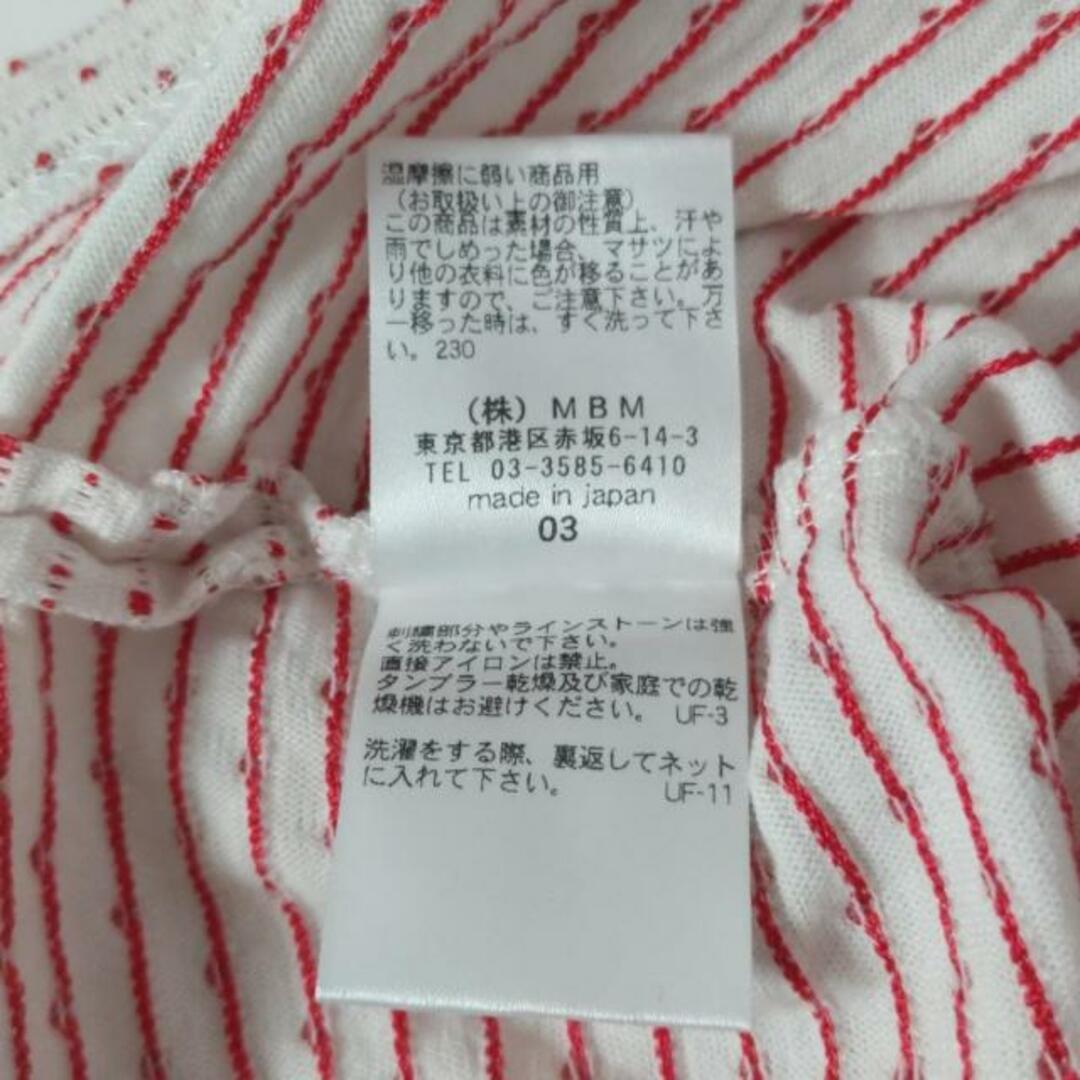 湿摩擦に弱い商品用
（お取扱い上の御注意）
この商品は素材の性質上、汗や
雨でしめった場合、マサツによ
り他の衣料に色が移ることがあ
りますので、ご注意下さい。万
一移った時は、すぐ洗って下さ
い。230
（株）MBM
東京都港区赤坂6-14-3
TEL 03-3585-6410
made in japan
03
刺繍部分やラインストーンは強
く洗わないで下さい。
直接アイロンは禁止。
タンブラー乾燥及び家庭での乾
燥機はお避けください。 UF-3
洗濯をする際、裏返してネット
に入れて下さい。 UF-11